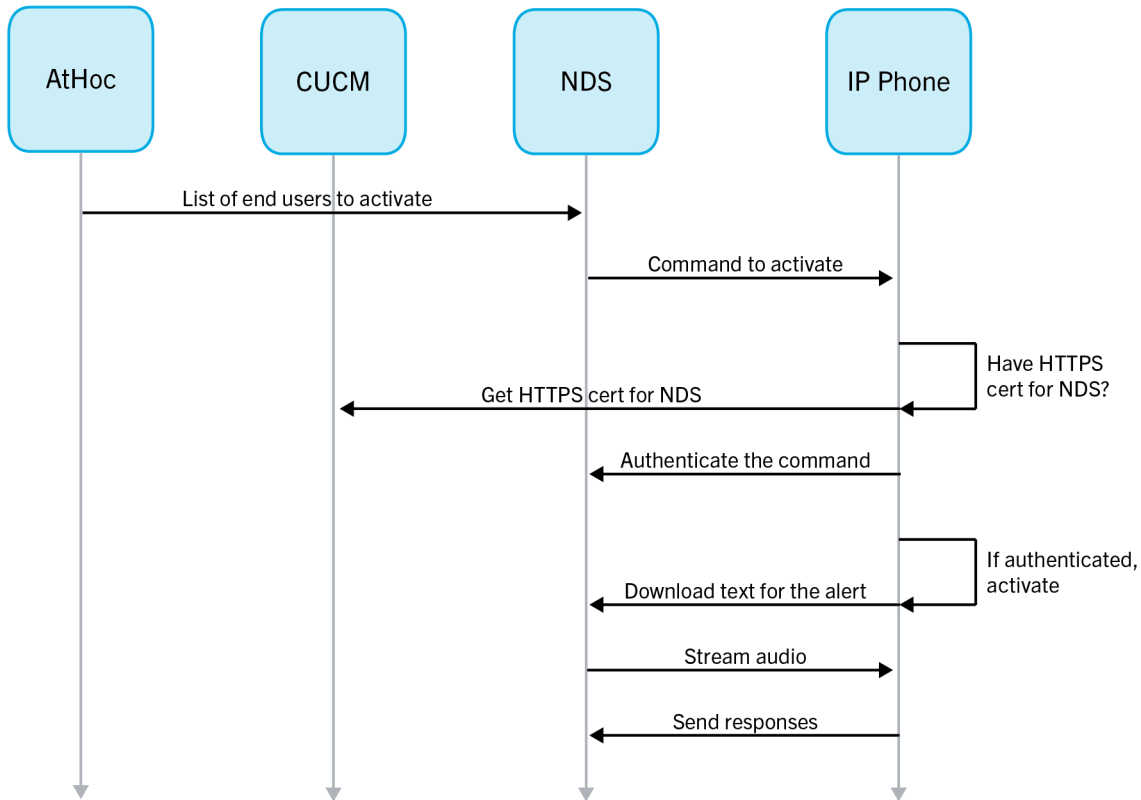 AtHoc
CUCM
NDS
IP Phone
List of end users to activate
Command to activate
Have HTTPS
cert for NDS?
Get HTTPS cert for NDS
Authenticate the command
If authenticated,
activate
Download text for the alert
Stream audio
Send responses